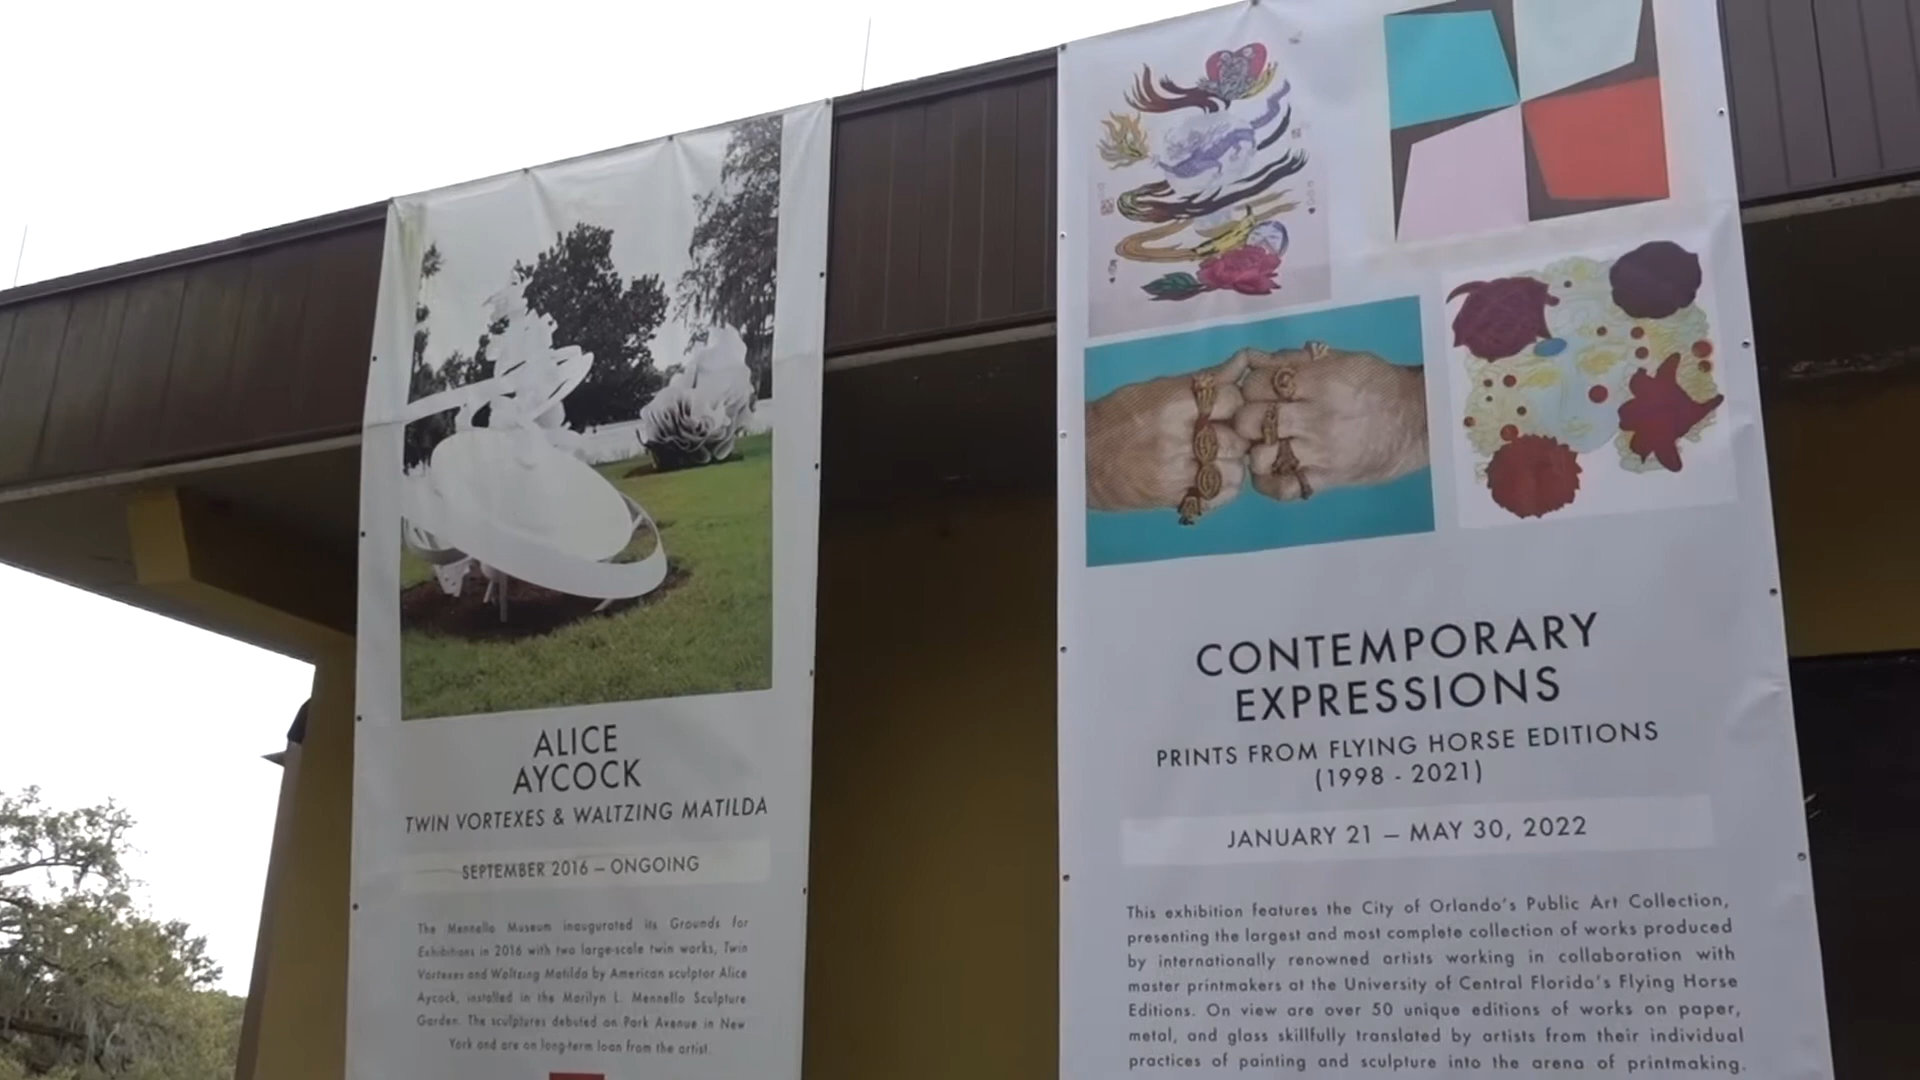 ALICE
AYCOCK
TWIN VORTEXES & WALTZING MATILDA
SEPTEMBER 2016 – ONGOING
The Mennello Museum inaugurated its Grounds for
Exhibitions in 2016 with two large-scale twin works, Twin
Vortexes and Waltzing Matilda by American sculptor Alice
Aycock, installed in the Marilyn L. Mennello Sculpture
Garden. The sculptures debuted on Park Avenue in New
York and are on long-term loan from the artist.
CONTEMPORARY
EXPRESSIONS
PRINTS FROM FLYING HORSE EDITIONS
(1998 - 2021)
JANUARY 21 – MAY 30, 2022
This exhibition features the City of Orlando's Public Art Collection,
presenting the largest and most complete collection of works produced
by internationally renowned artists working in collaboration with
master printmakers at the University of Central Florida's Flying Horse
Editions. On view are over 50 unique editions of works on paper,
metal, and glass skillfully translated by artists from their individual
practices of painting and sculpture into the arena of printmaking.